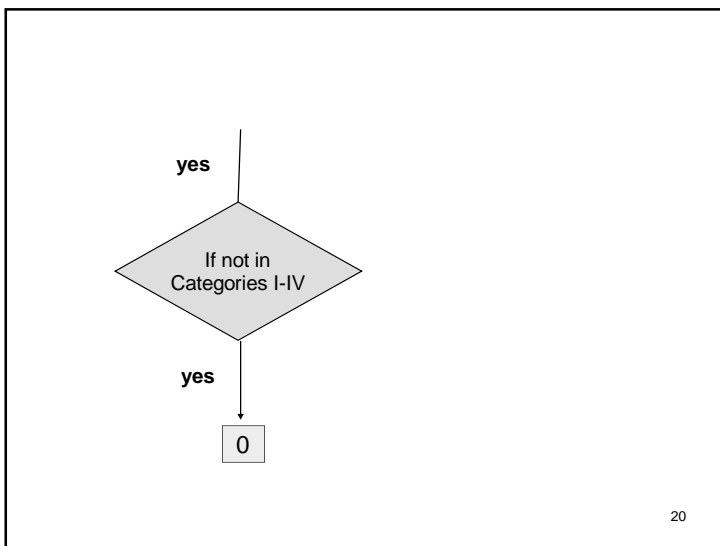 yes
If not in
Categories I-IV
yes
0
20